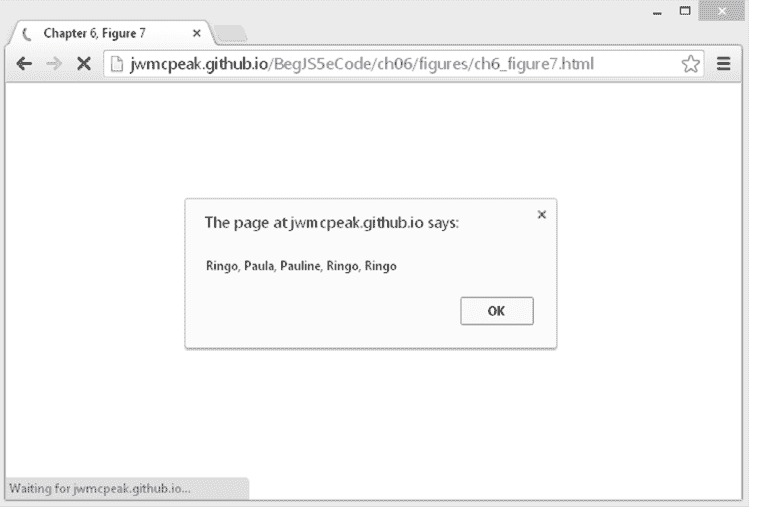 Chapter 6, Figure 7
jwmcpeak.github.io/BegJS5eCode/ch06/figures/ch6_figure7.html
The page at jwmcpeak.github.io says:
Ringo, Paula, Pauline, Ringo, Ringo
OK
Waiting for jwmcpeak.github.io...